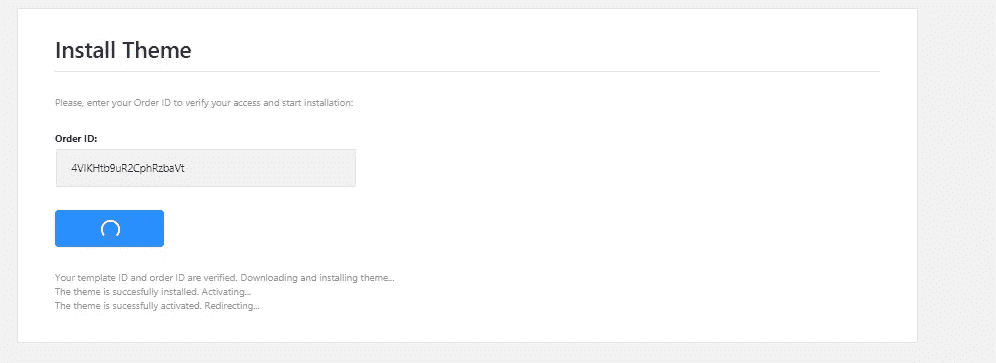 Install Theme
Please, enter your Order ID to verify your access and start installation:
Order ID:
4VIKHtb9uR2CphRzbaVt
Your template ID and order ID are verified. Downloading and installing theme...
The theme is succesfully installed. Activating...
The theme is sucessfully activated. Redirecting...